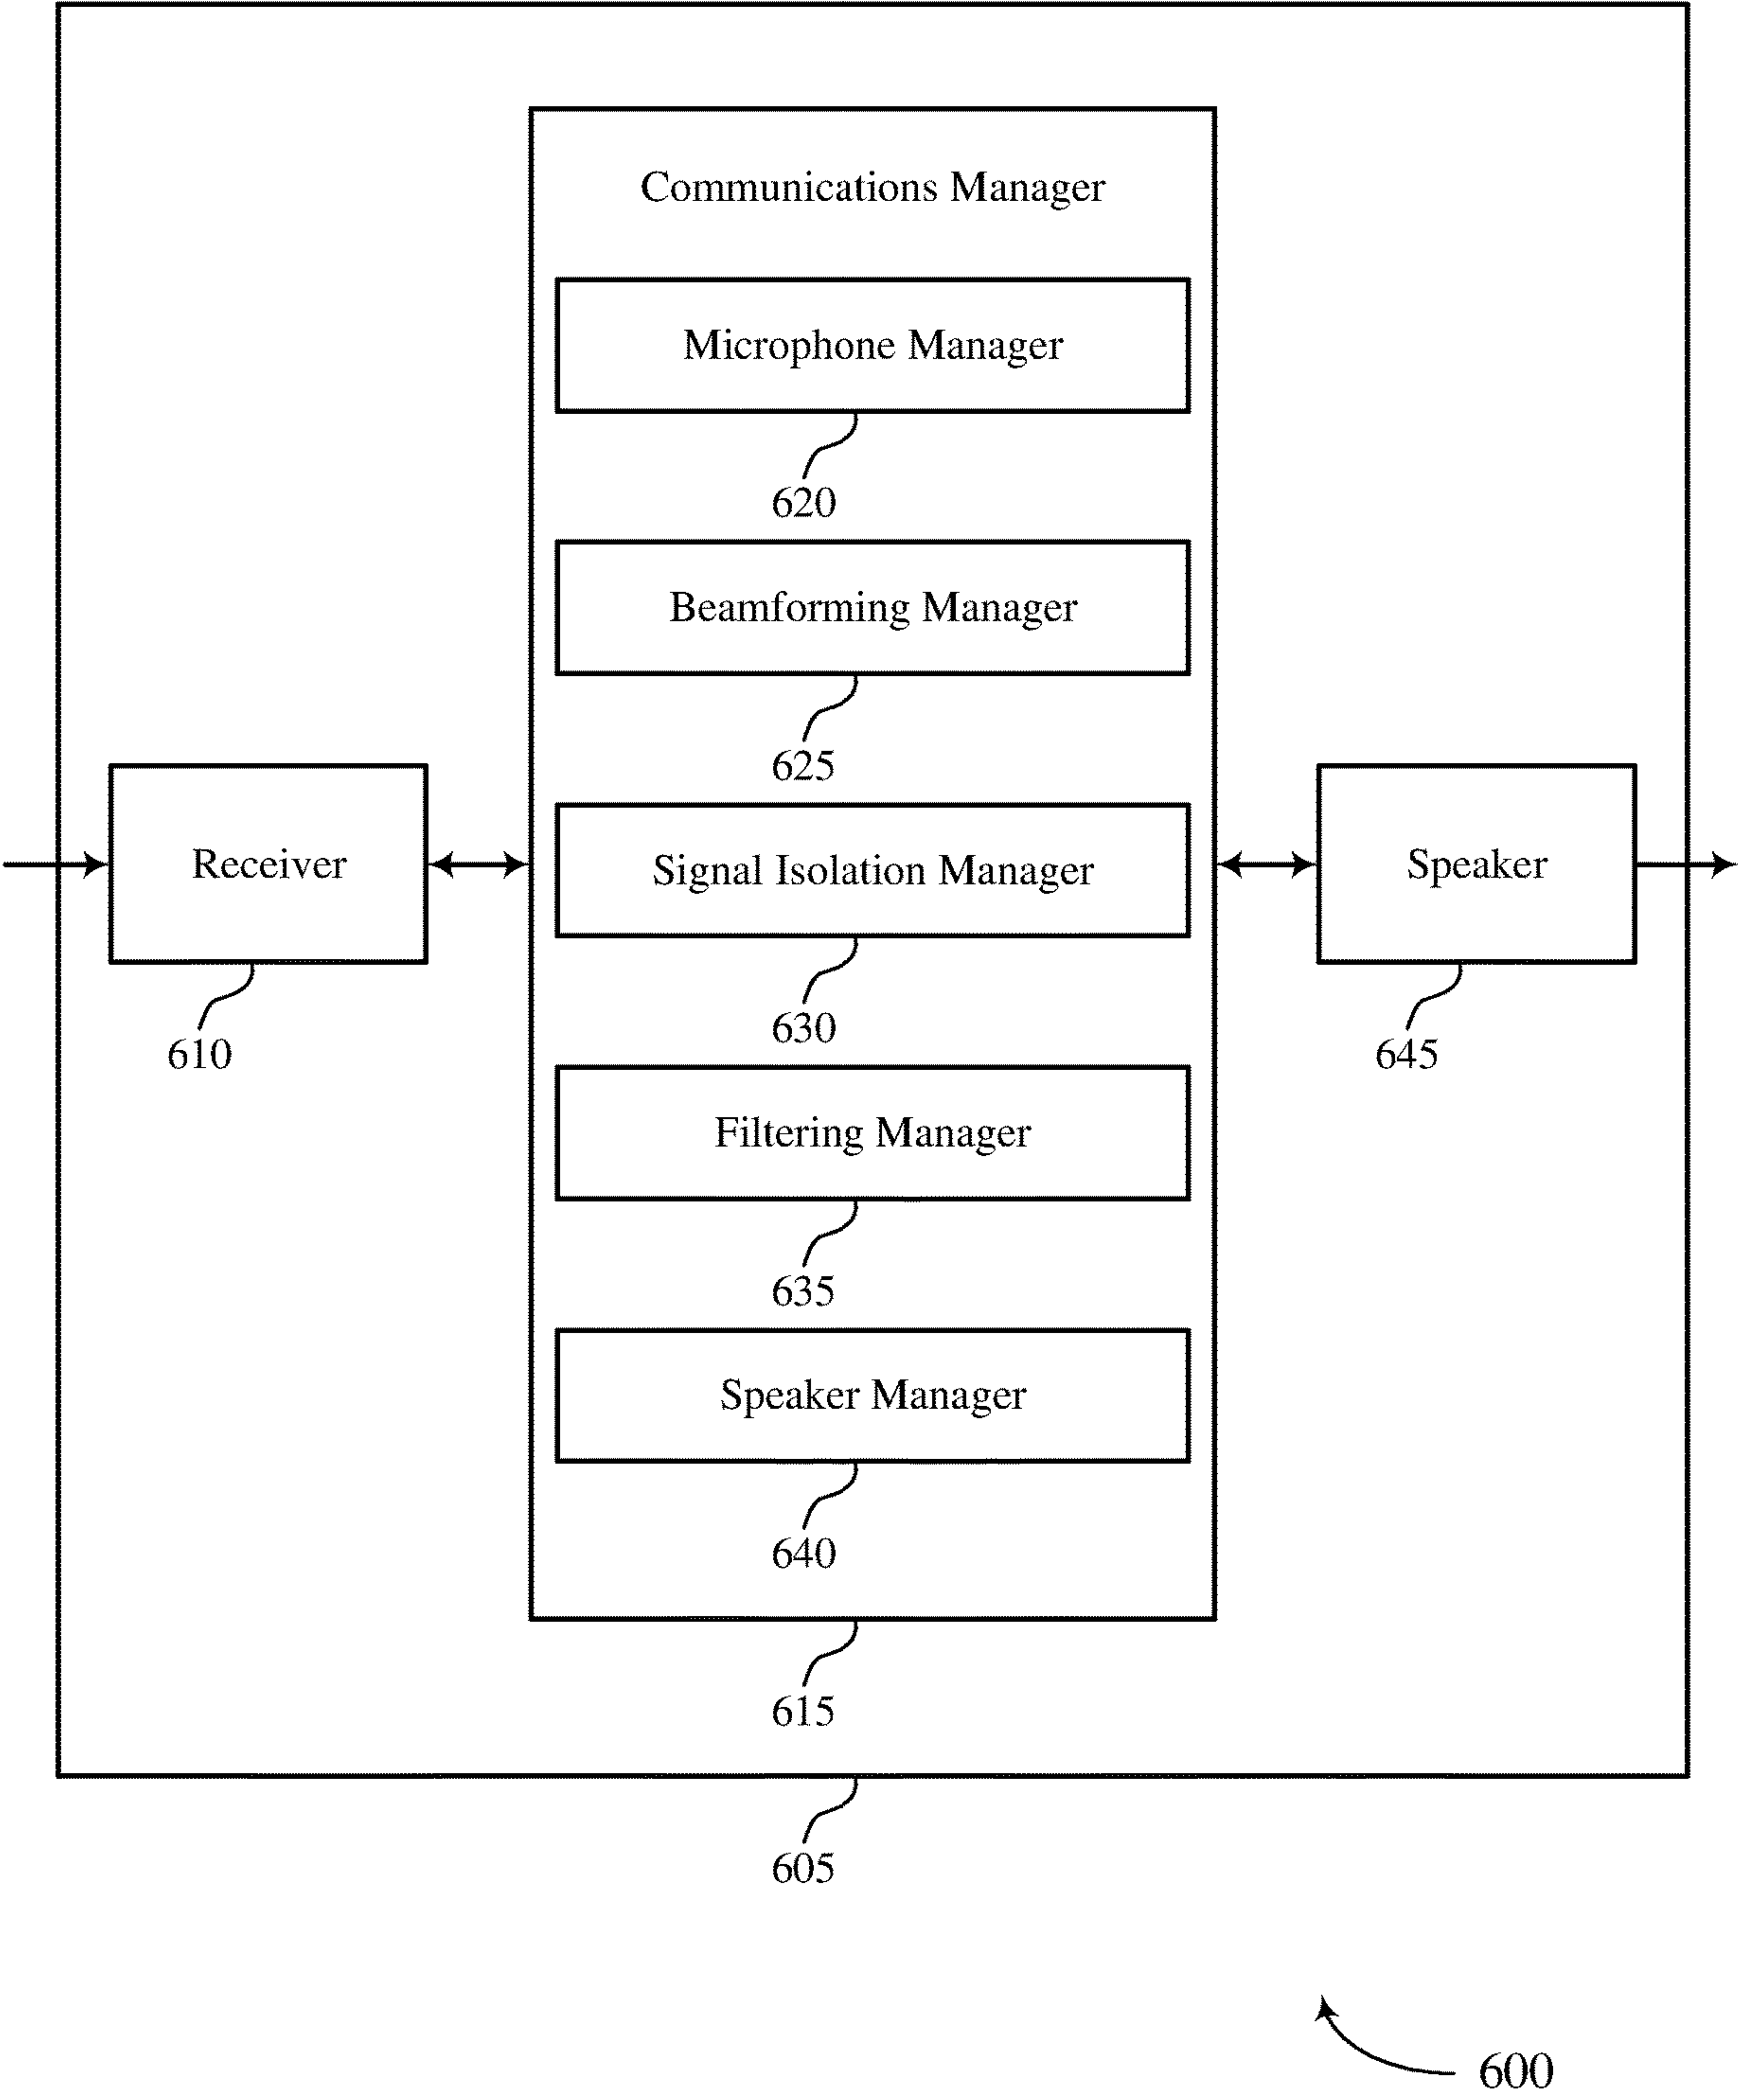 Communications Manager
Microphone Manager
620
Beamforming Manager
625
Receiver
610
Signal Isolation Manager
630
Speaker
645
Filtering Manager
635
Speaker Manager
640
615
605
600